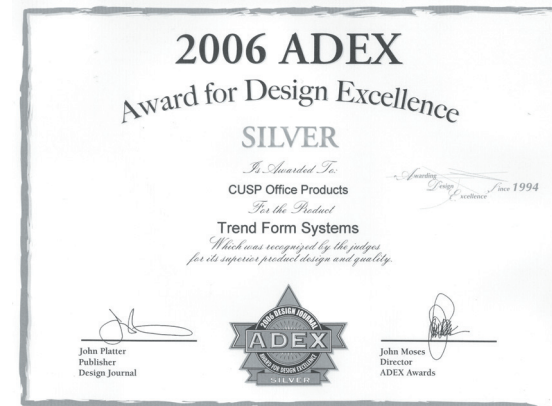 2006 ADEX
Award for Design Excellence
SILVER
Is Awarded To:
CUSP Office Products
For the Product
Trend Form Systems
Which was recognized by the judges
for its superior product design and quality.
Awarding
Design
Excellence
Since 1994
John Platter
Publisher
Design Journal
2006 DESIGN JOURNAL
ADEX
AWARD FOR DESIGN EXCELLENCE
SILVER
John Moses
Director
ADEX Awards